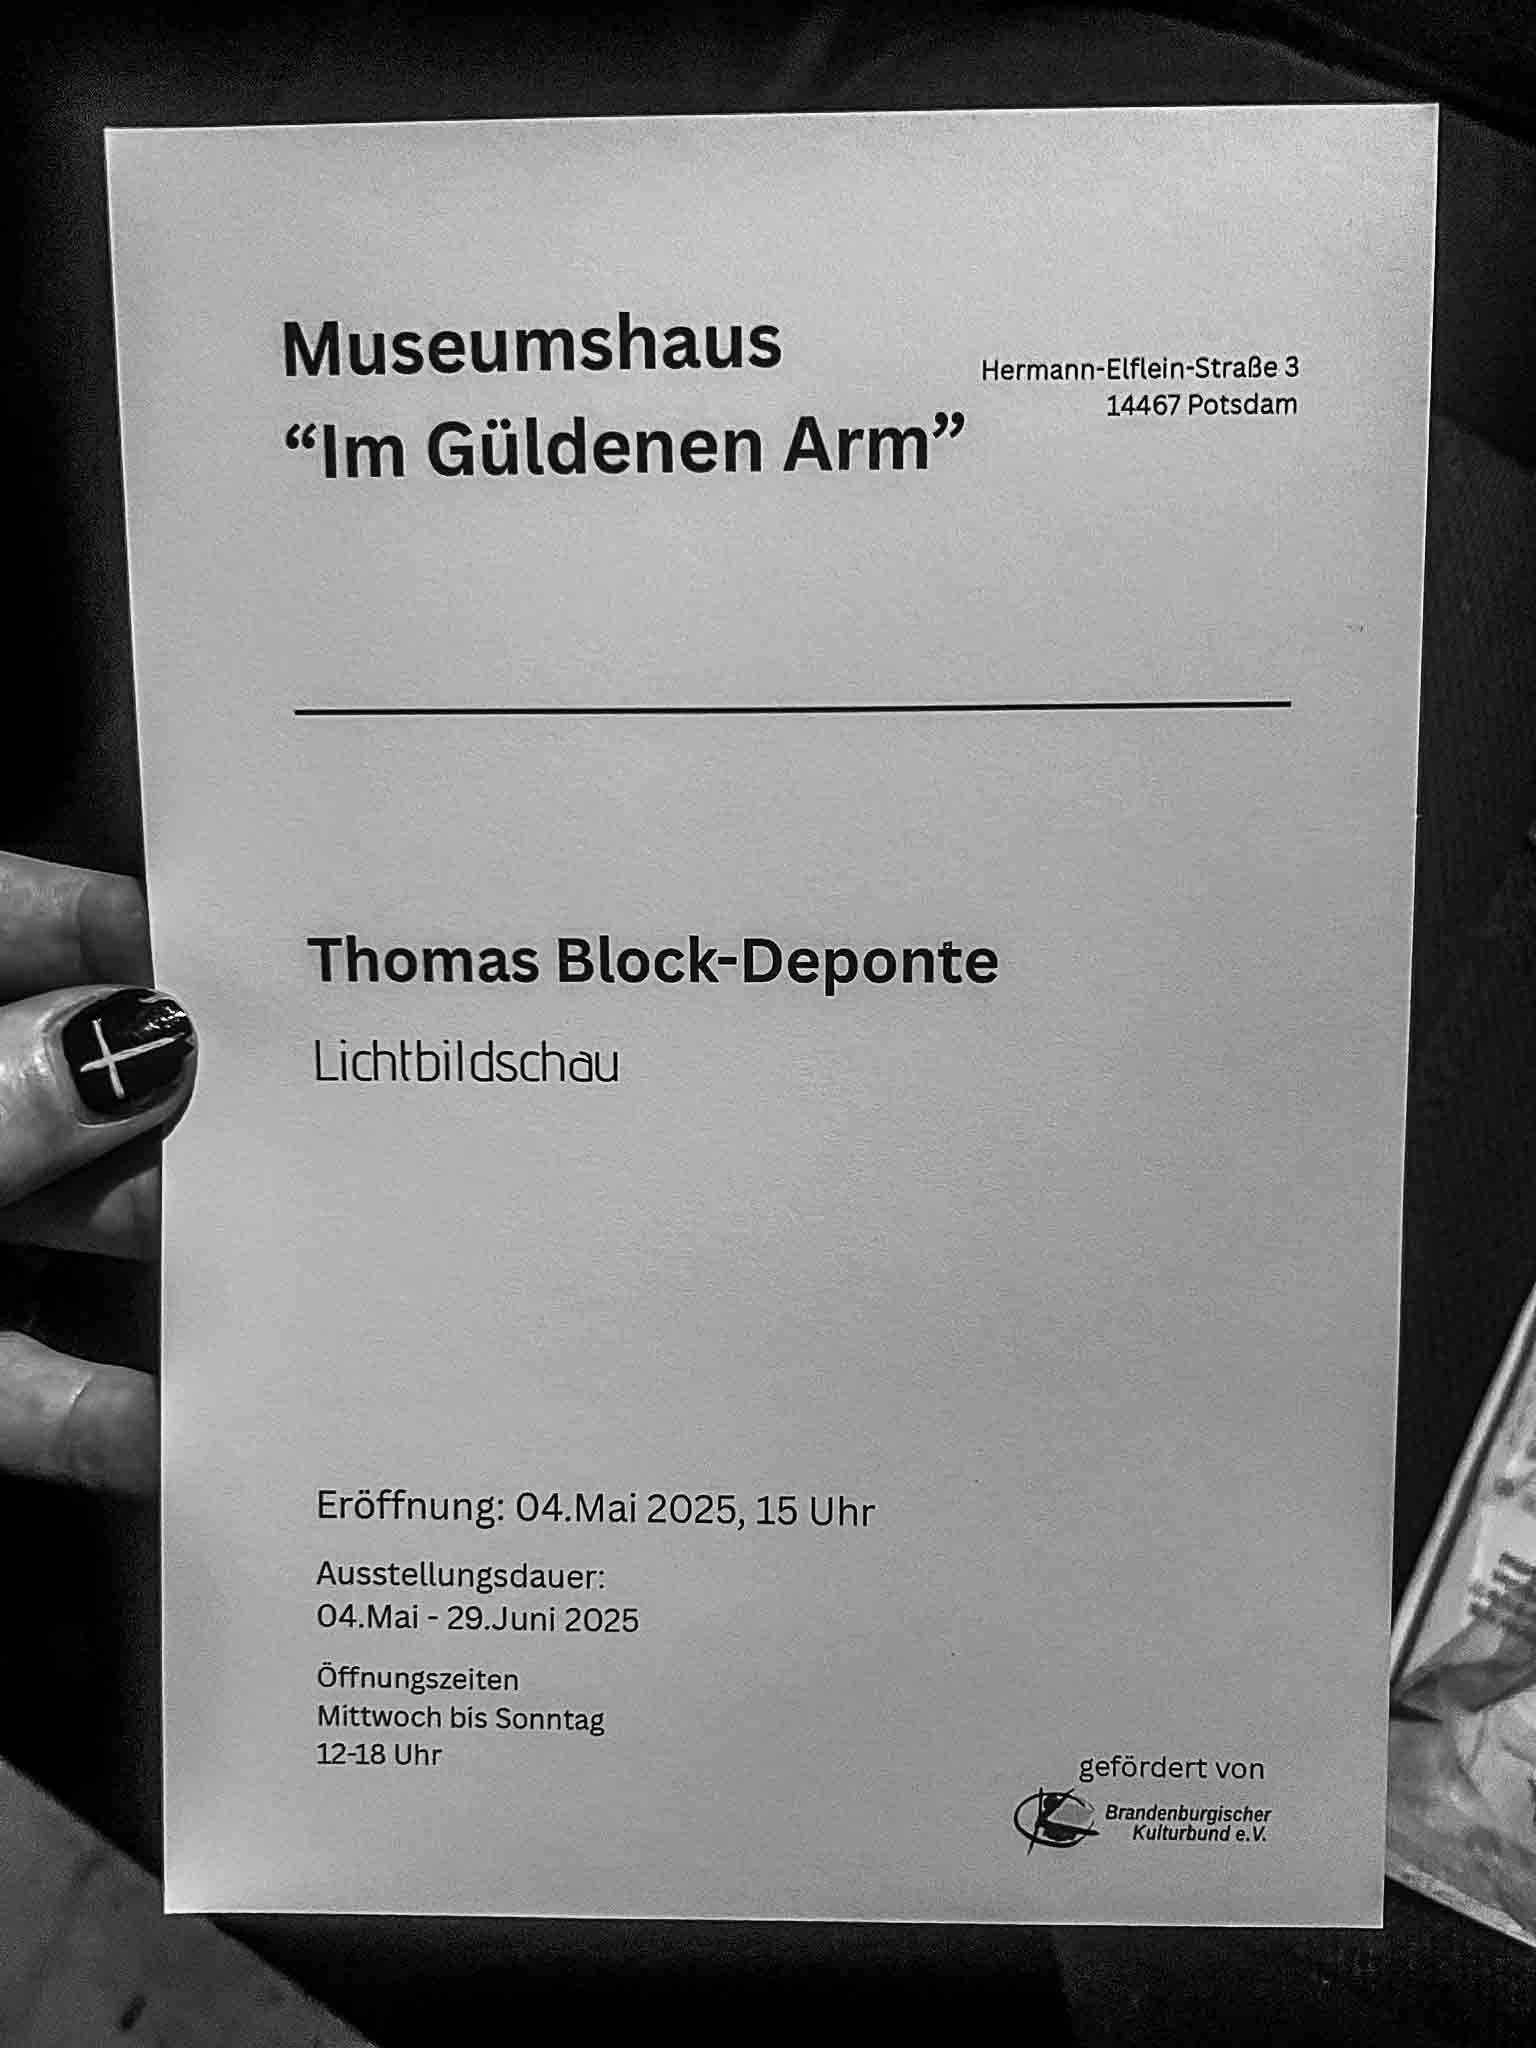 Museumshaus
“Im Güldenen Arm”
Hermann-Elflein-Straße 3
14467 Potsdam
Thomas Block-Deponte
Lichtbildschau
Eröffnung: 04.Mai 2025, 15 Uhr
Ausstellungsdauer:
04.Mai - 29.Juni 2025
Öffnungszeiten
Mittwoch bis Sonntag
12-18 Uhr
gefördert von
Brandenburgischer
Kulturbund e.V.